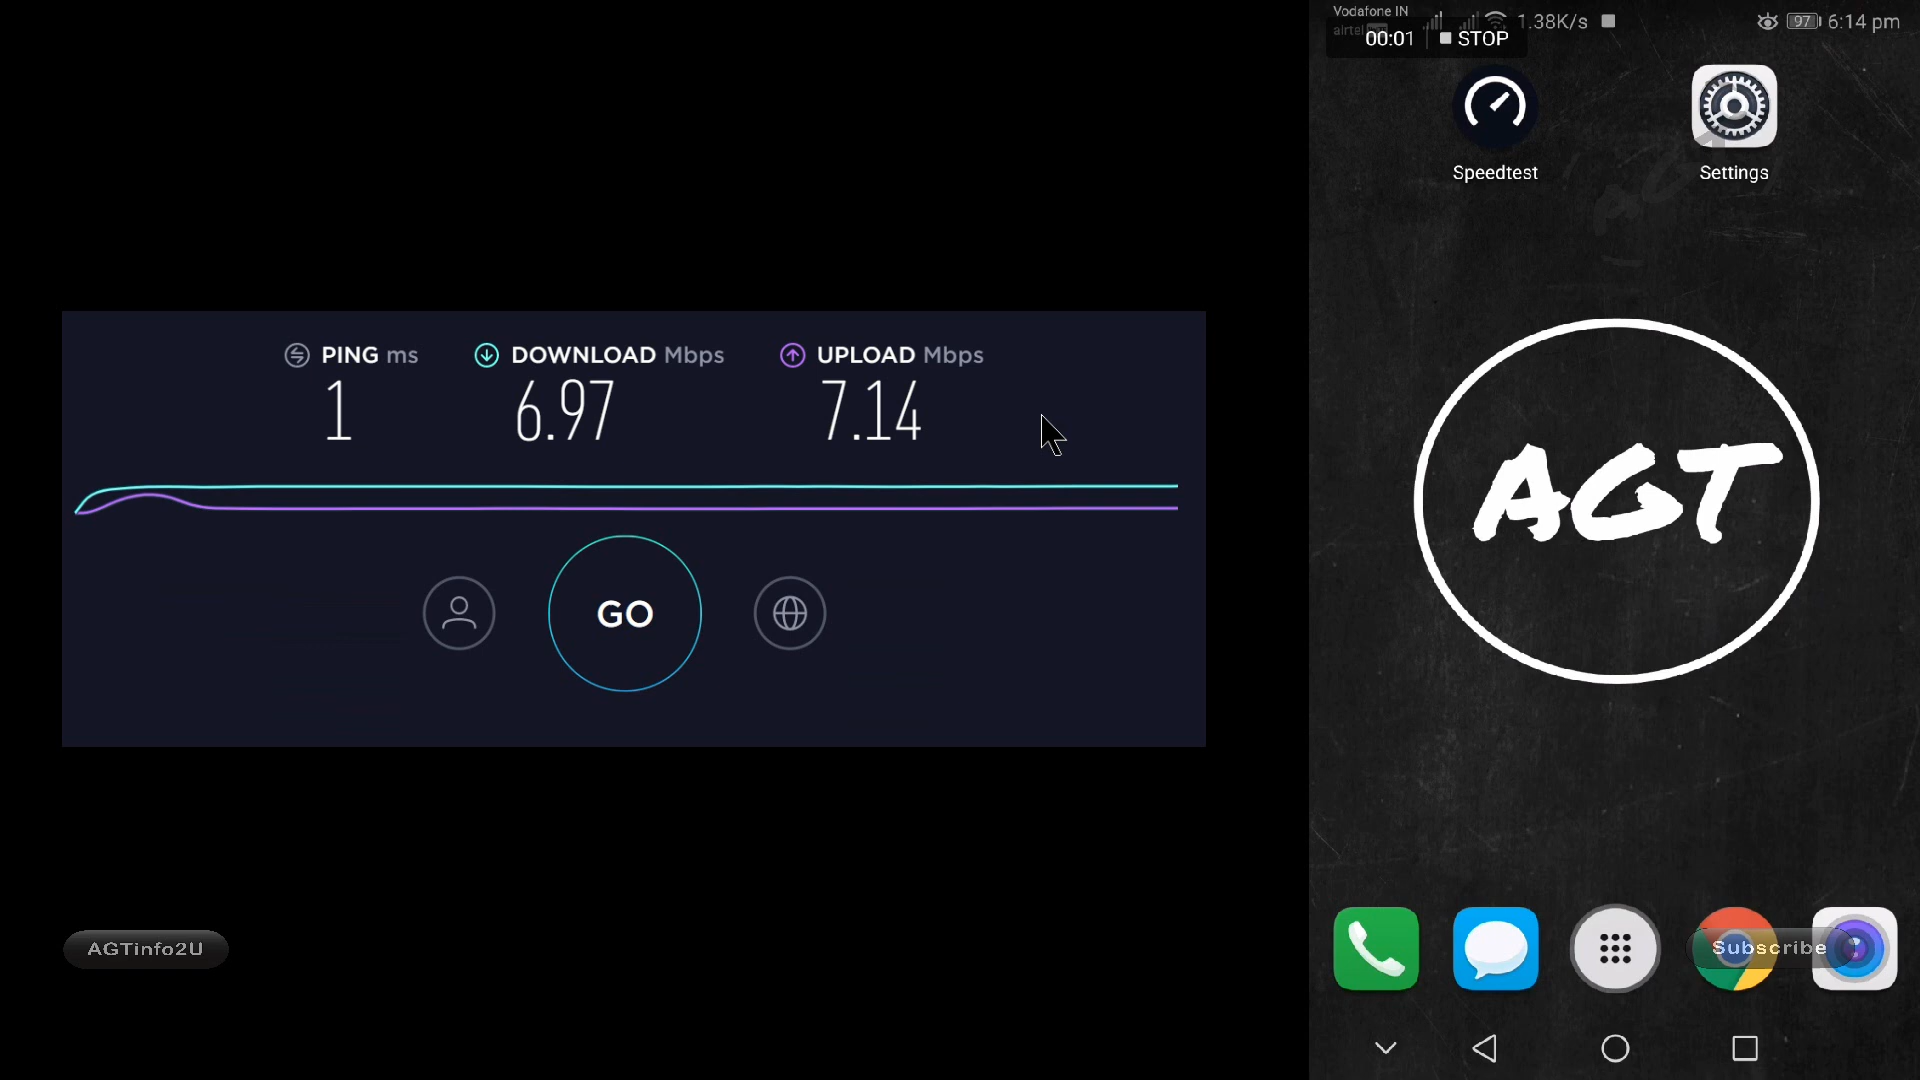 PING ms
DOWNLOAD Mbps
UPLOAD Mbps
1
6.97
7.14
GO
AGTinfo2U
Vodafone IN
airtel
1.38K/s
97
6:14 pm
00:01
STOP
Speedtest
Settings
AGT
Subscribe